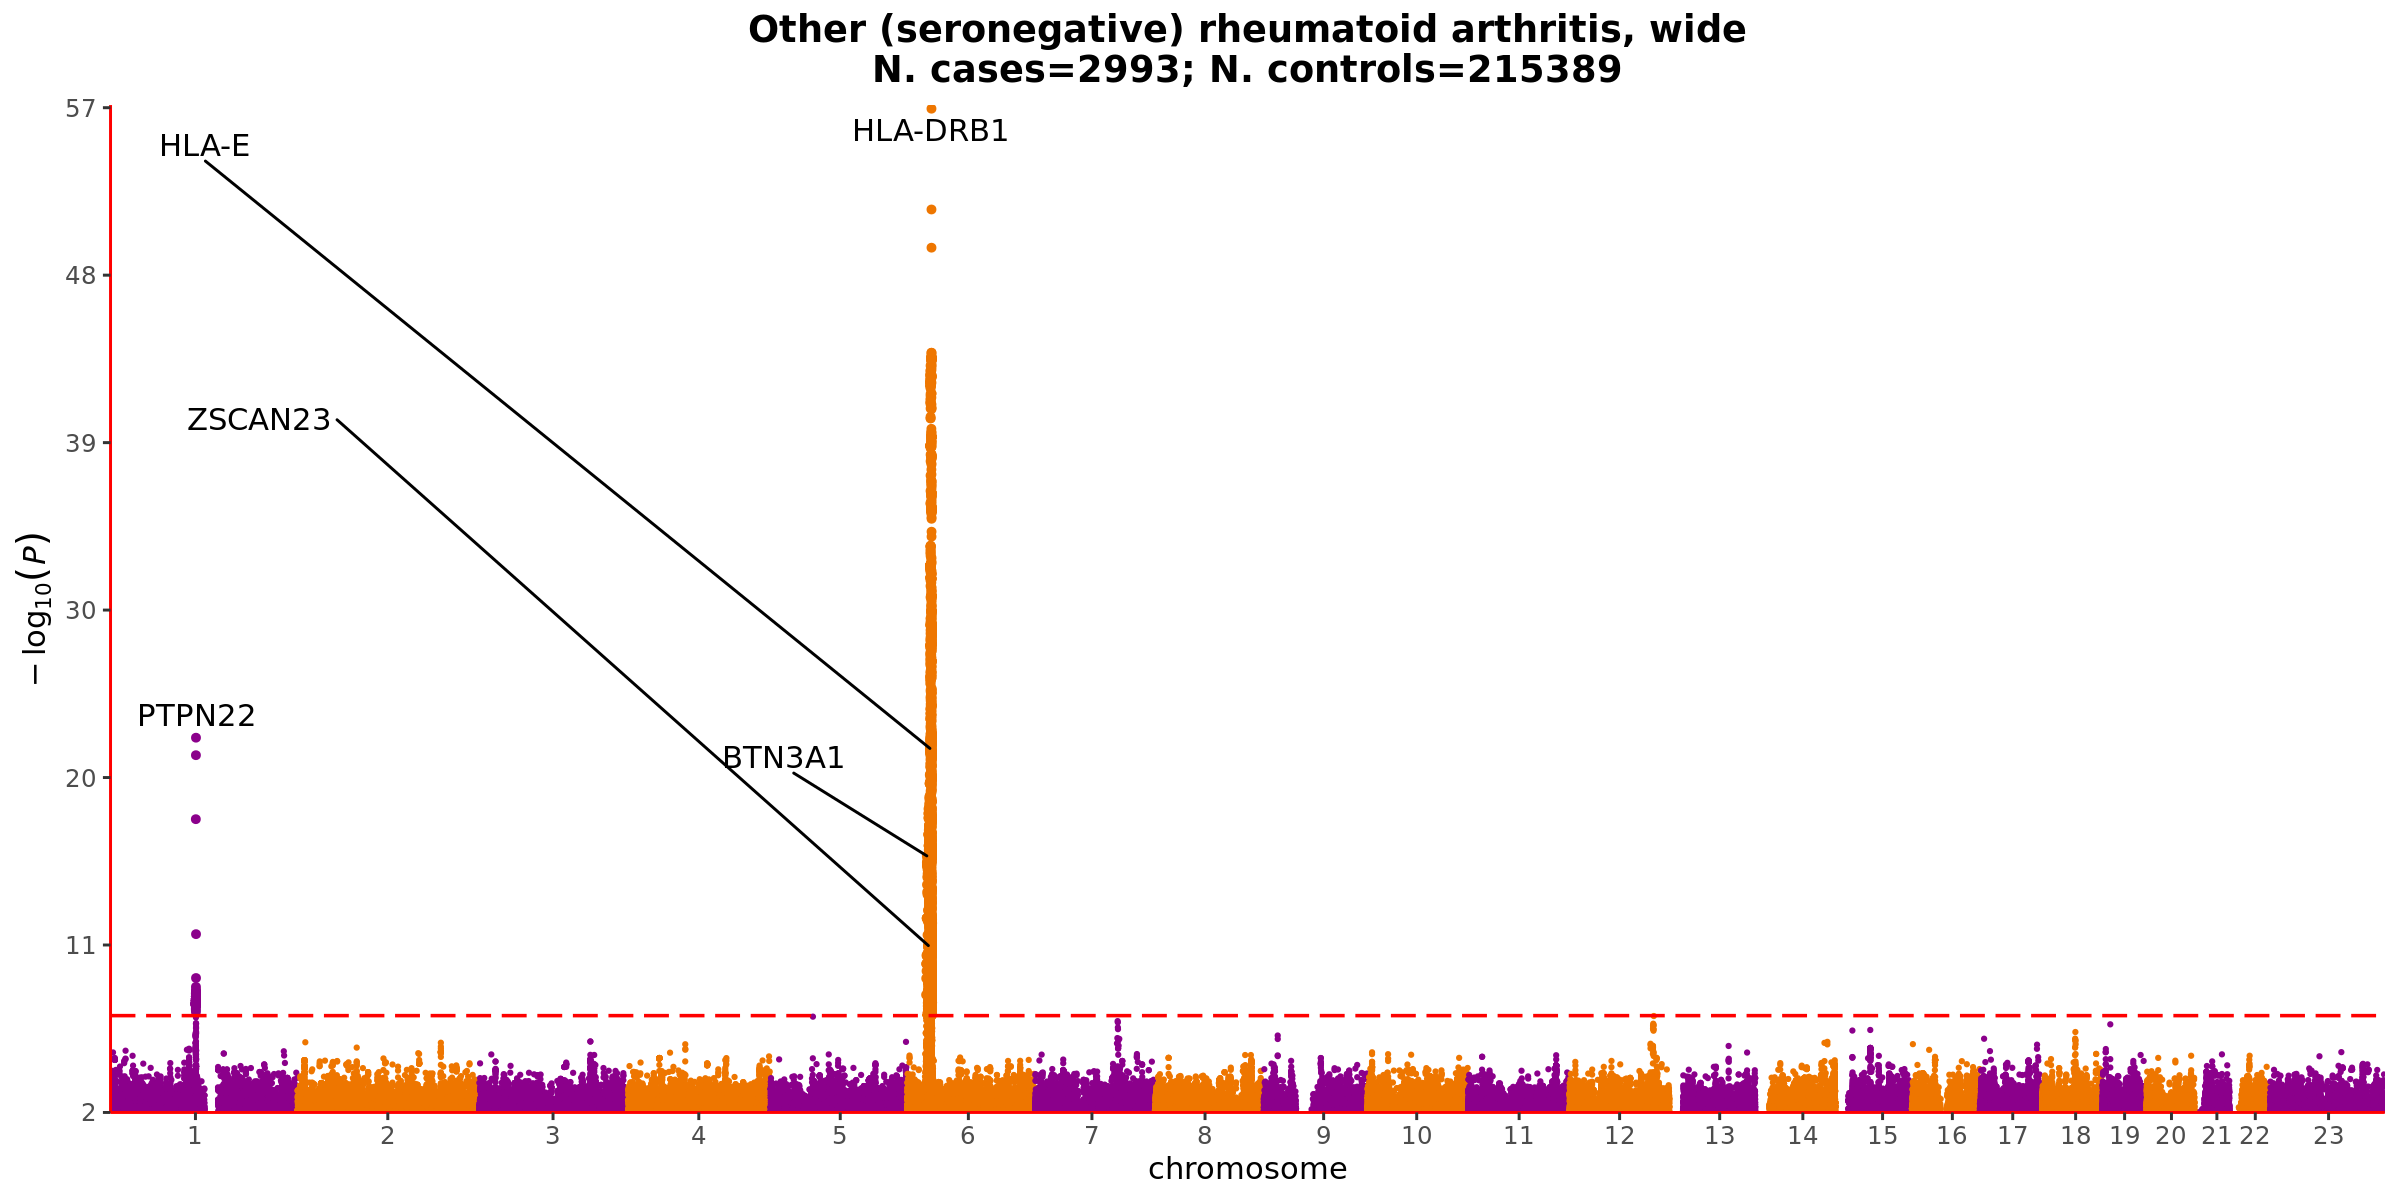 Other (seronegative) rheumatoid arthritis, wide
N. cases=2993; N. controls=215389
57
HLA-DRB1
HLA-E
48
ZSCAN23
39
− log10(P)
30
PTPN22
BTN3A1
20
11
2
1 2 3 4 5 6 7 8 9 10 11 12 13 14 15 16 17 18 19 20 21 22 23
chromosome